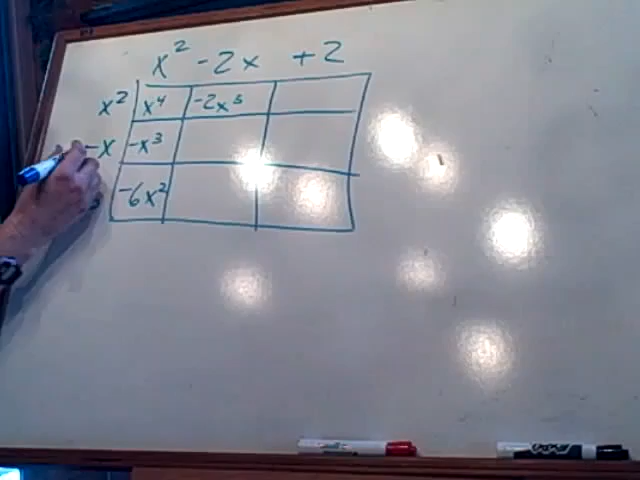 x² -2x +2
x² x⁴ -2x³
-x -x³
-6x²